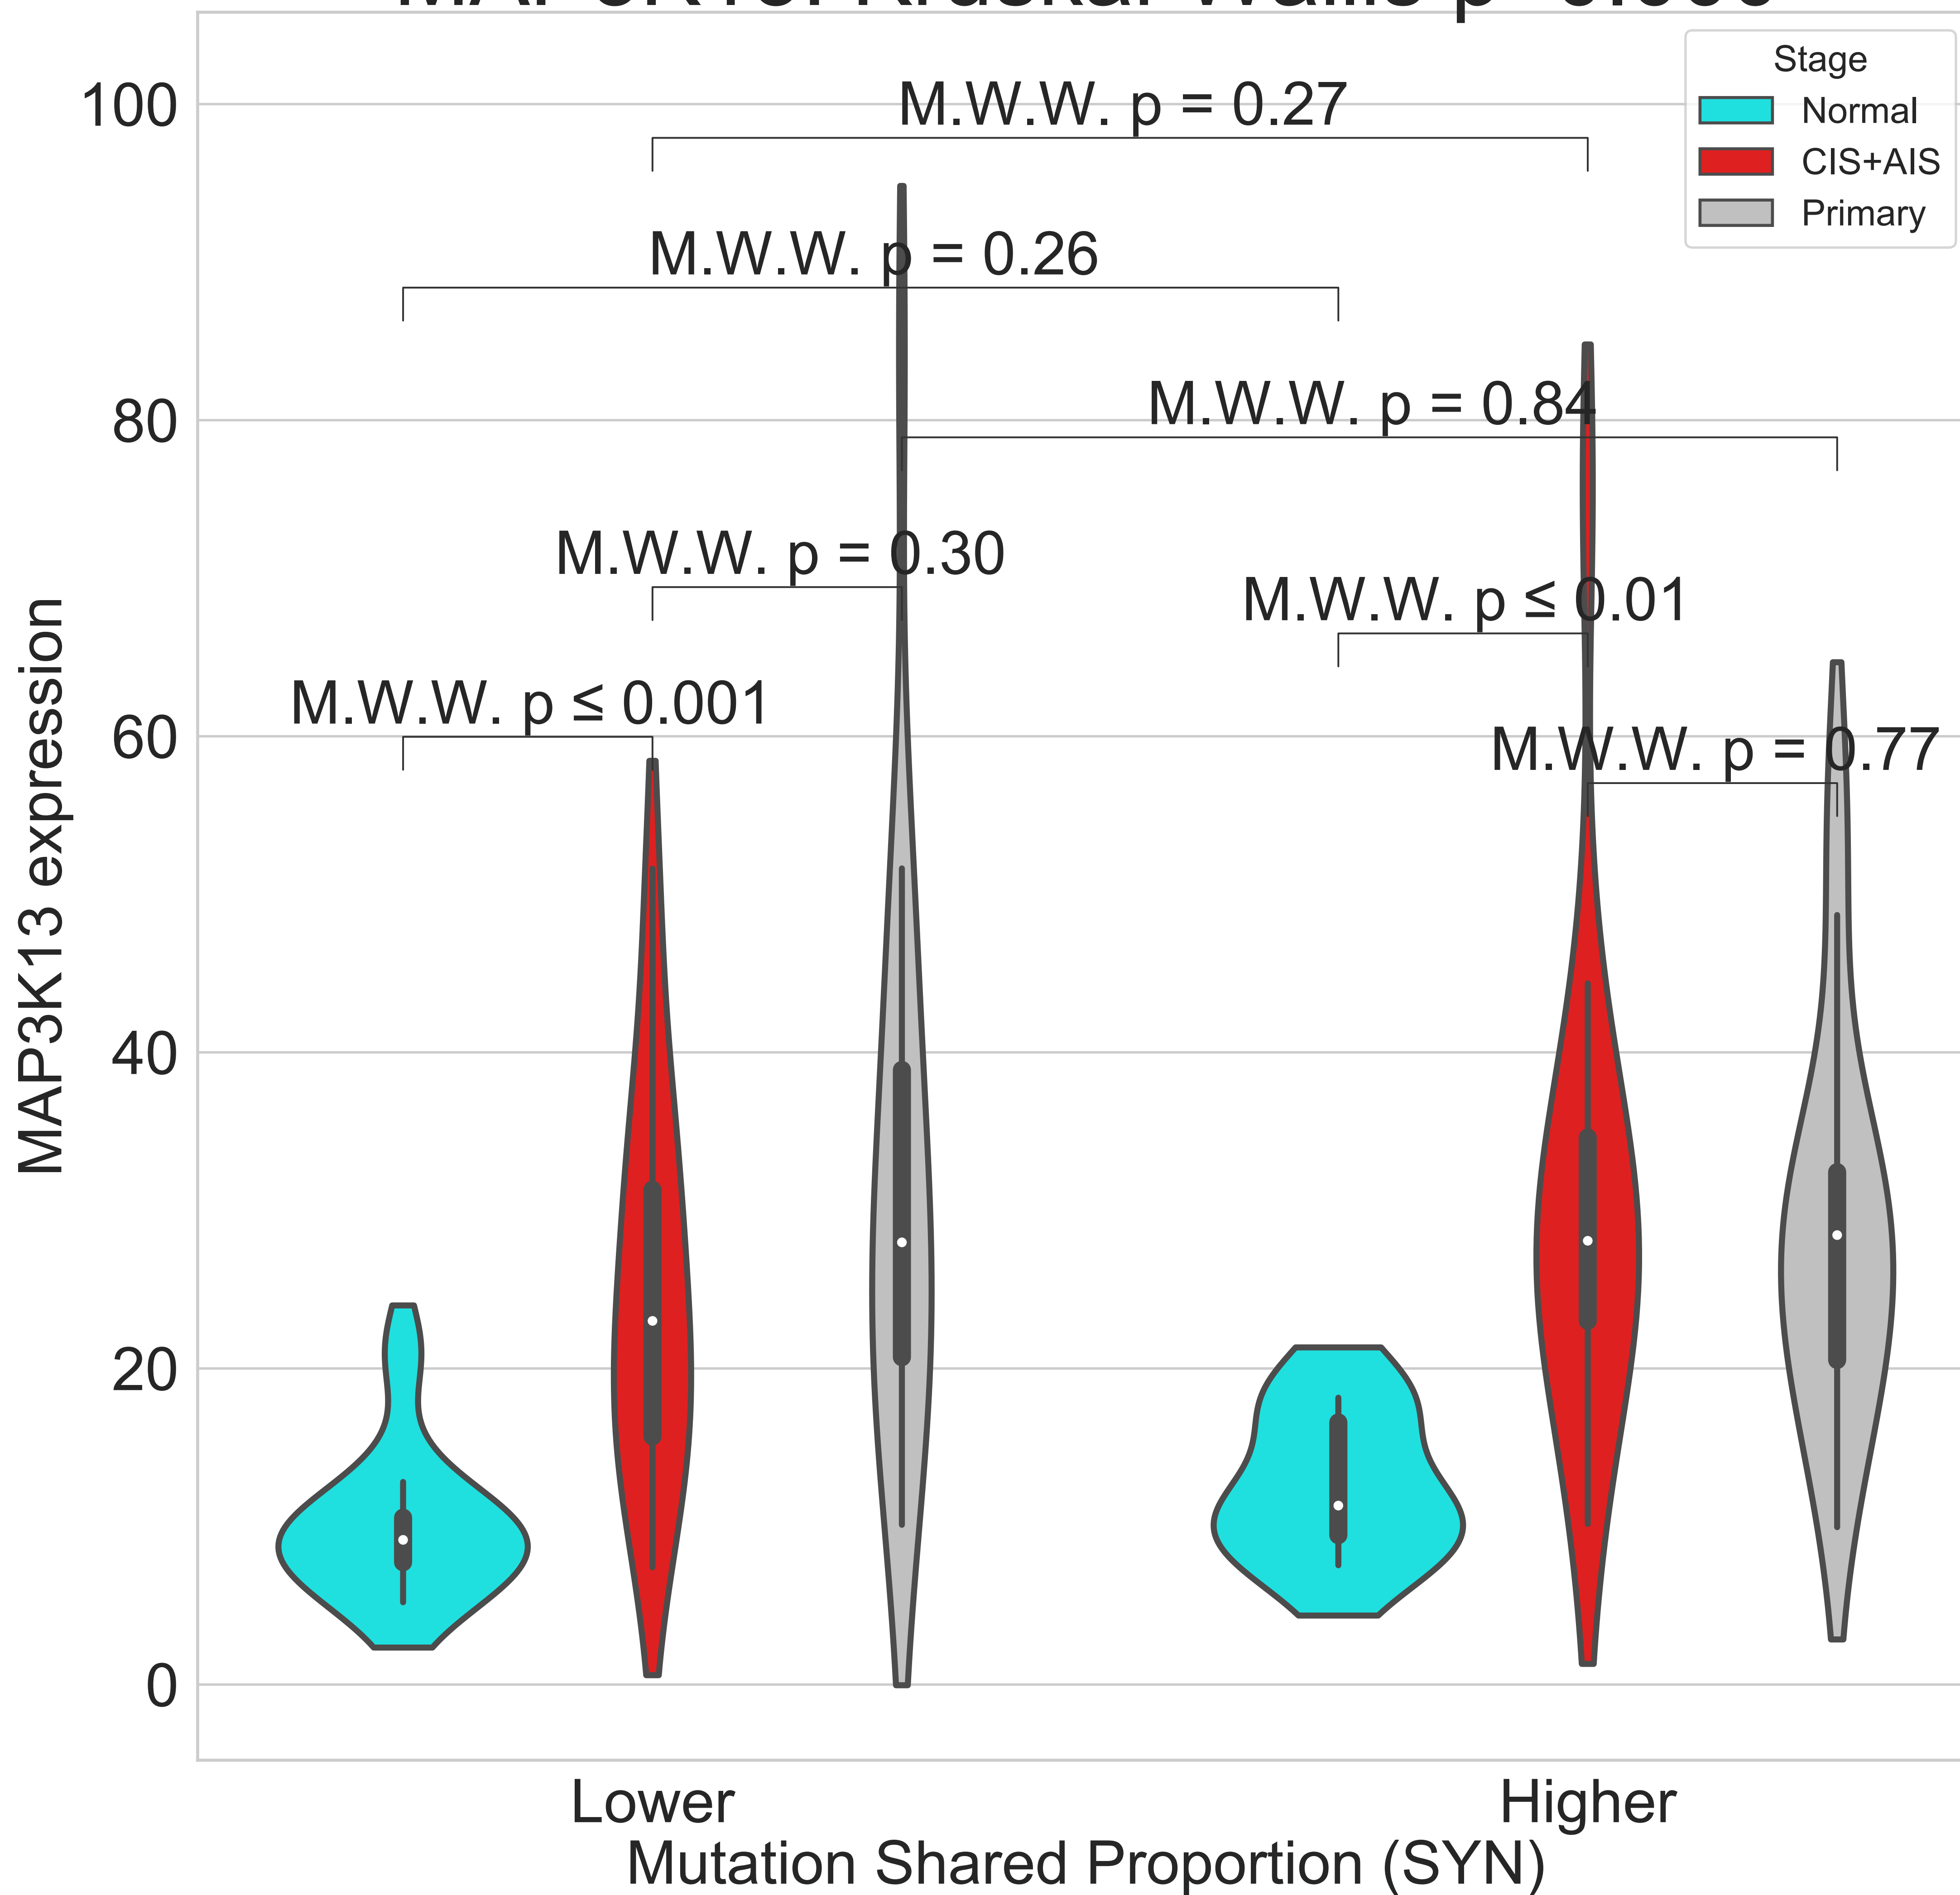 Stage
Normal
CIS+AIS
Primary
M.W.W. p = 0.27
M.W.W. p = 0.26
M.W.W. p = 0.84
M.W.W. p = 0.30
M.W.W. p ≤ 0.01
M.W.W. p ≤ 0.001
M.W.W. p = 0.77
100
80
60
40
20
0
MAP3K13 expression
Lower
Higher
Mutation Shared Proportion (SYN)